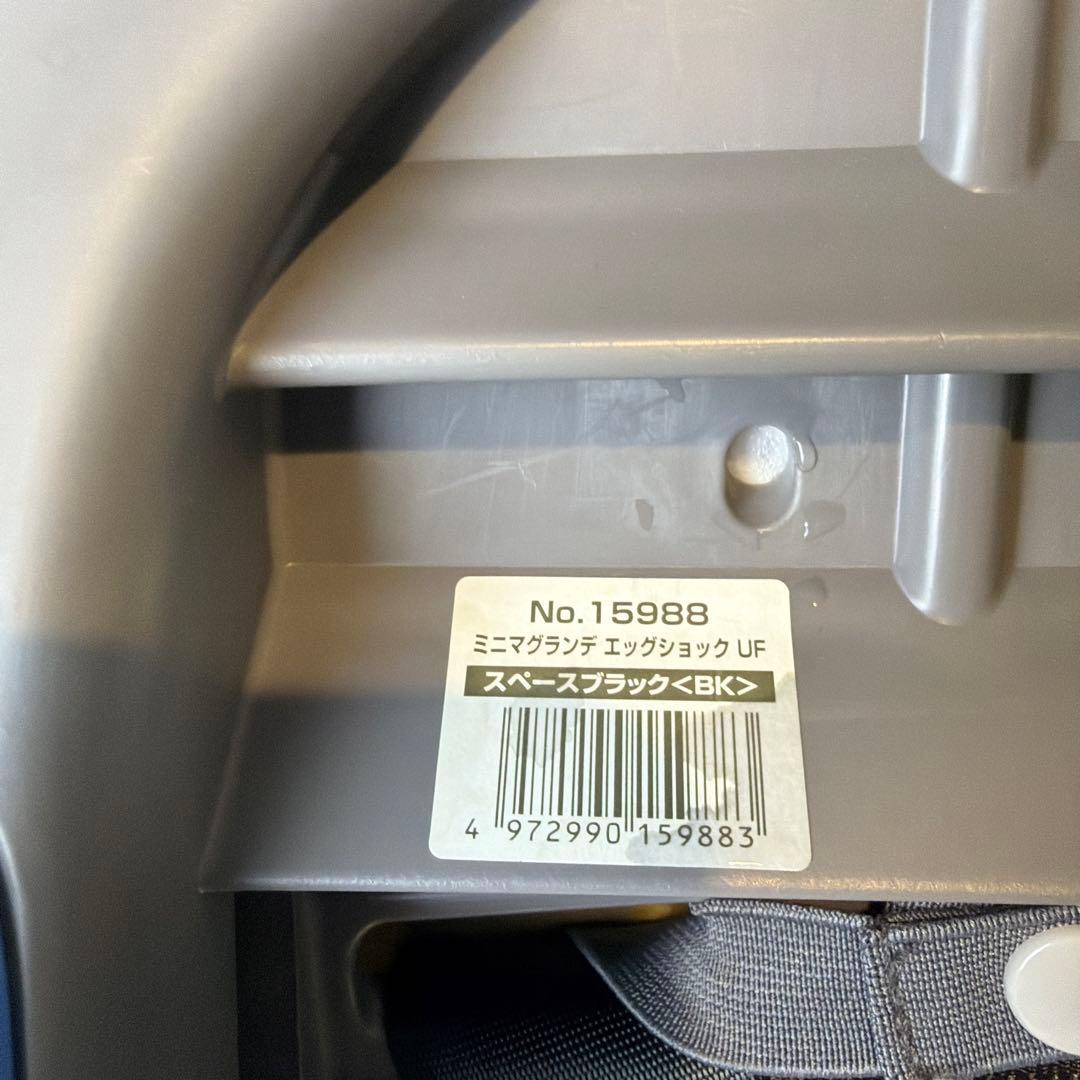 No.15988
ミニマグランデ エッグショック UF
スペースブラック<BK>
4 972990 159883